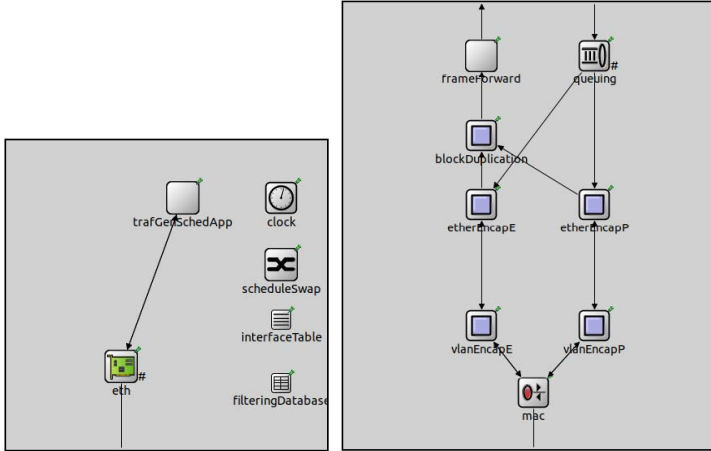 trafGenSchedApp
clock
scheduleSwap
interfaceTable
#
eth
filteringDatabase
frameForward
#
queuing
blockDuplication
etherEncapE
etherEncapP
vlanEncapE
vlanEncapP
mac